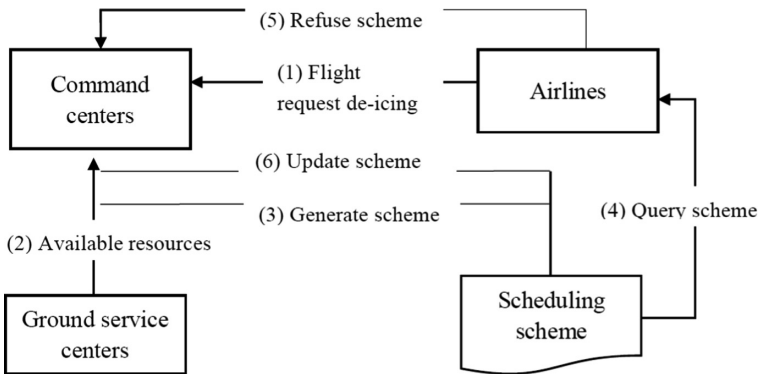 (5) Refuse scheme
Command
centers
(1) Flight
request de-icing
Airlines
(6) Update scheme
(3) Generate scheme
(4) Query scheme
(2) Available resources
Ground service
centers
Scheduling
scheme